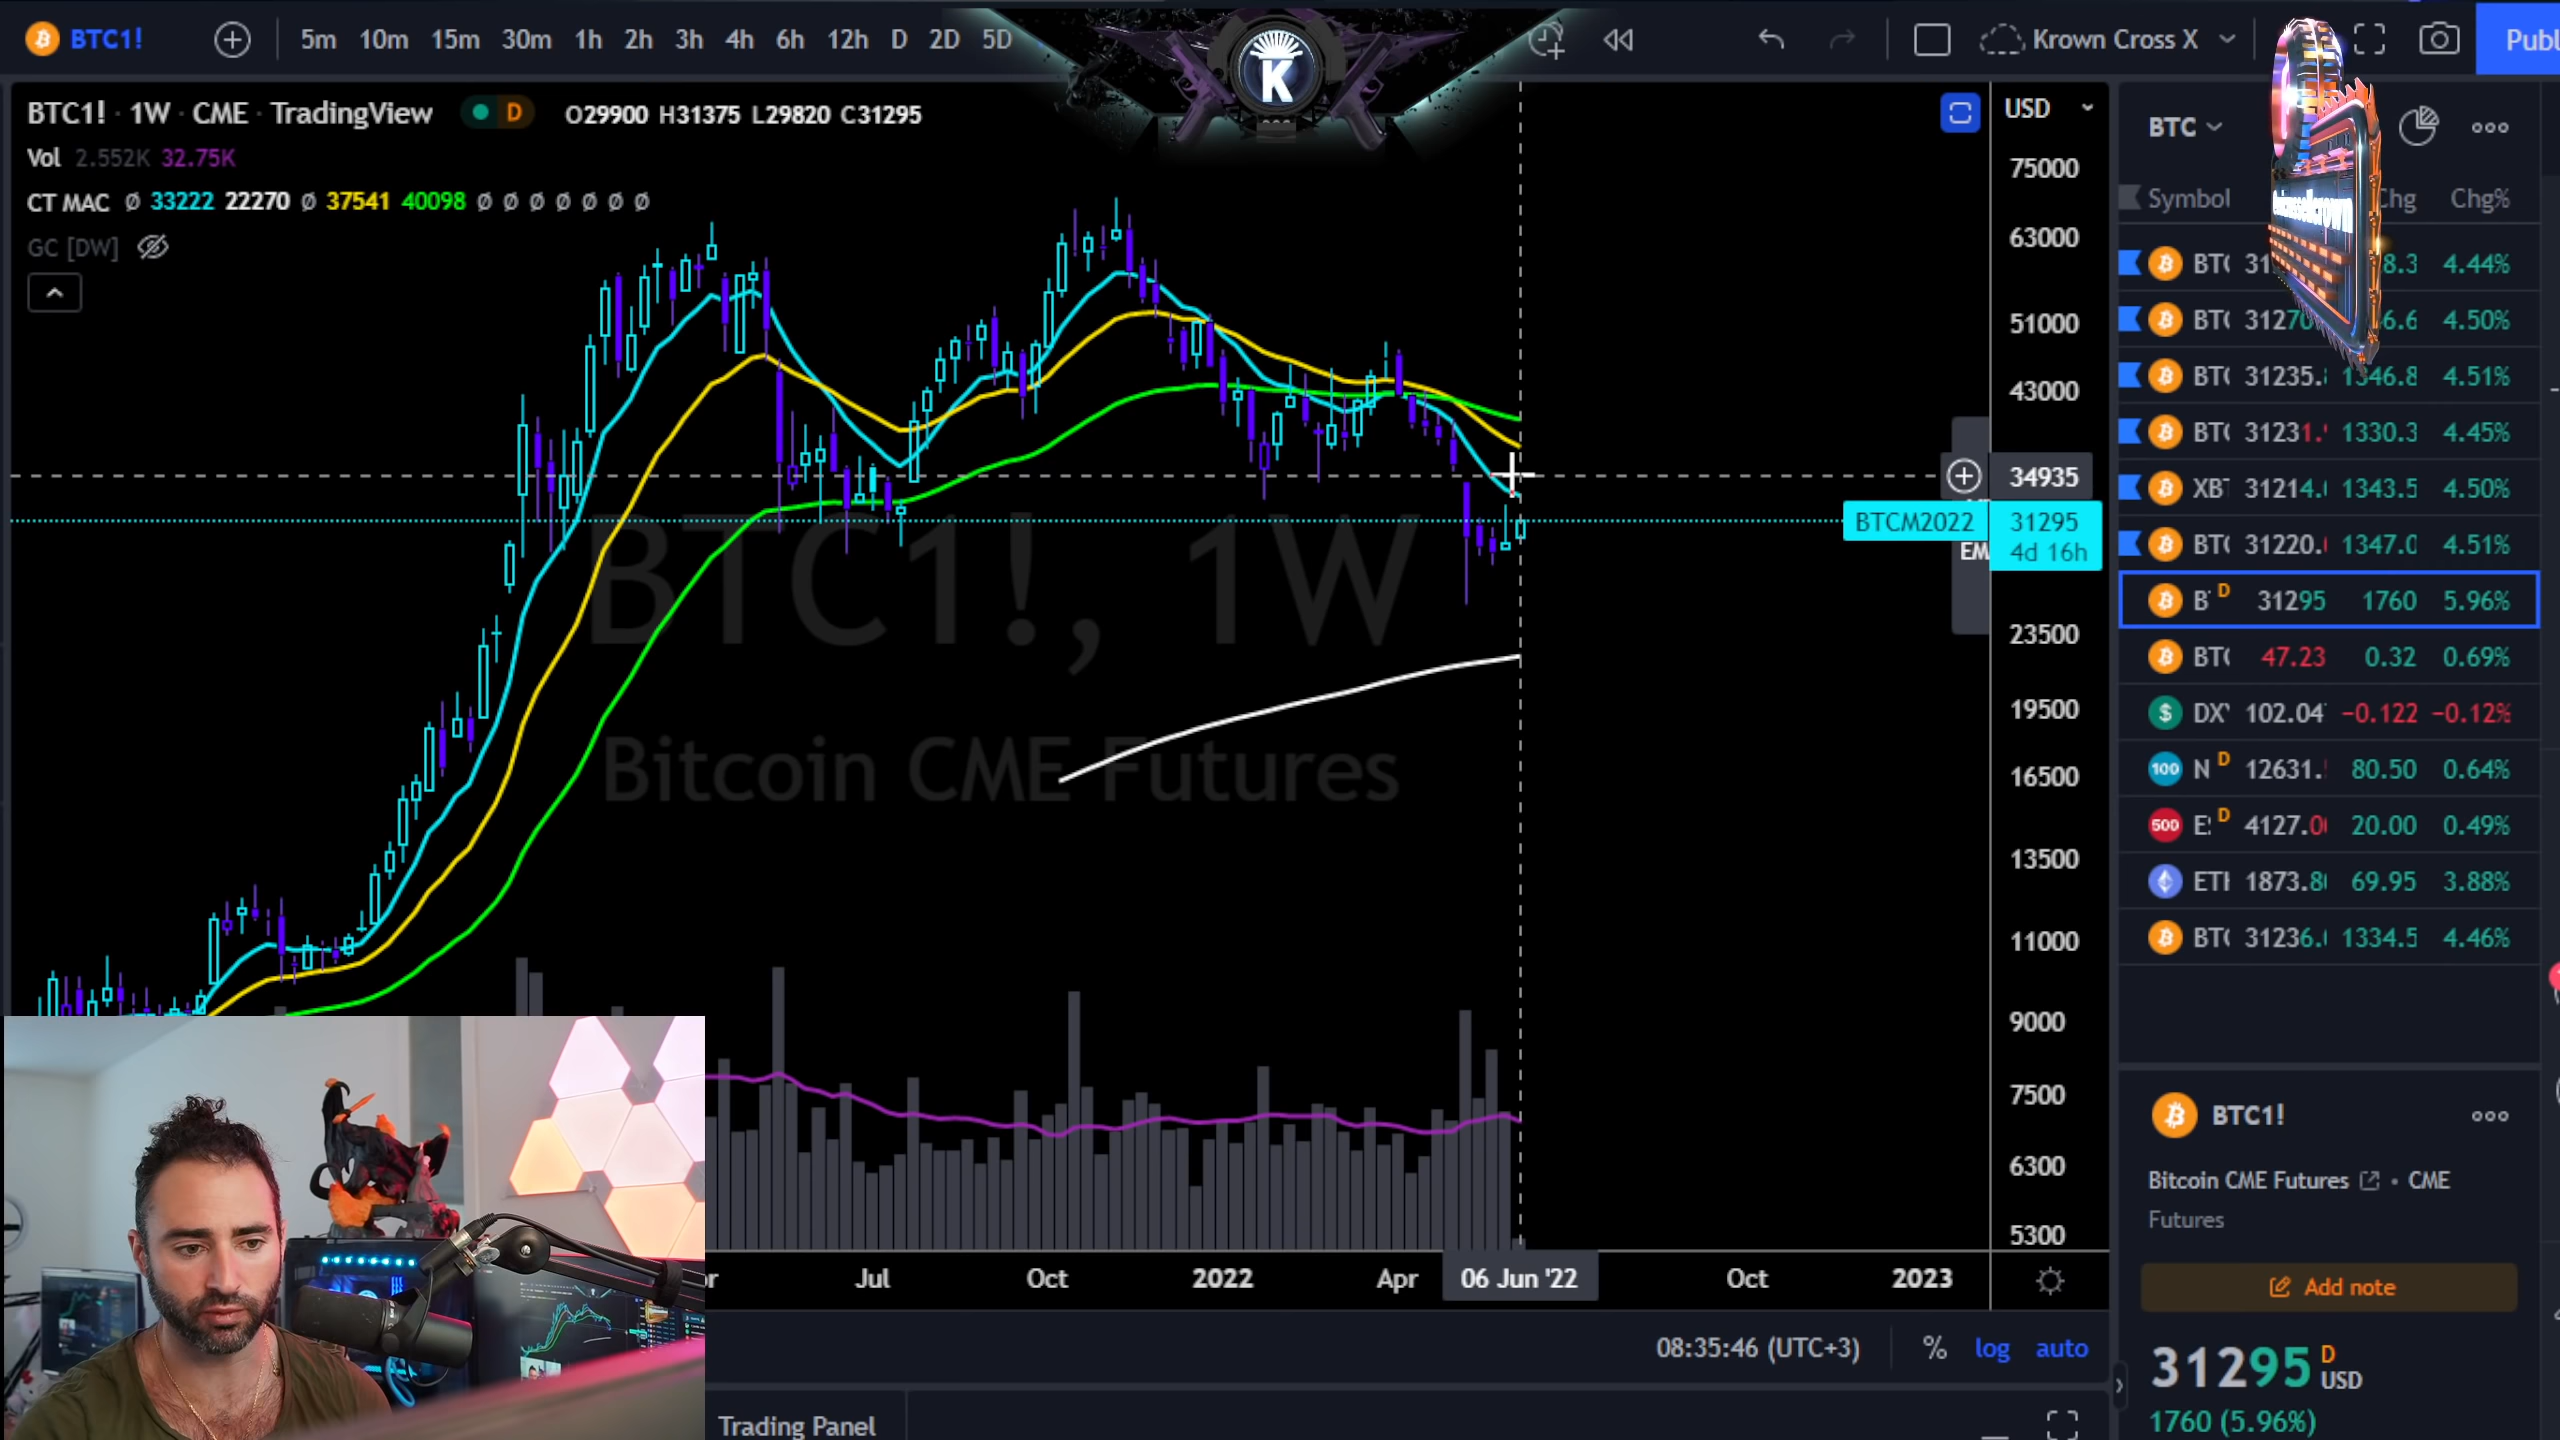 BTC1! 5m 10m 15m 30m 1h 2h 3h 4h 6h 12h D 2D 5D Krown Cross X Publ
K
BTC1! · 1W · CME · TradingView D O29900 H31375 L29820 C31295
Vol 2.552K 32.75K
CT MAC Ø 33222 22270 Ø 37541 40098 Ø Ø Ø Ø Ø Ø Ø
GC [DW]
BTC1!, 1W
Bitcoin CME Futures
USD
75000
63000
51000
43000
34935
BTCM2022 31295
4d 16h
EM
23500
19500
16500
13500
11000
9000
7500
6300
5300
Jul Oct 2022 Apr 06 Jun '22 Oct 2023
08:35:46 (UTC+3) % log auto
Trading Panel
BTC
Symbol Chg Chg%
8.3 4.44%
4.50%
31235. 1346.8 4.51%
31231. 1330.3 4.45%
XBT 31214. 1343.5 4.50%
31220. 1347.0 4.51%
B D 31295 1760 5.96%
47.23 0.32 0.69%
DX 102.04 −0.122 −0.12%
100 N D 12631. 80.50 0.64%
500 E D 4127.0 20.00 0.49%
ET 1873.8 69.95 3.88%
31236. 1334.5 4.46%
BTC1!
Bitcoin CME Futures • CME
Futures
Add note
31295 D USD
1760 (5.96%)